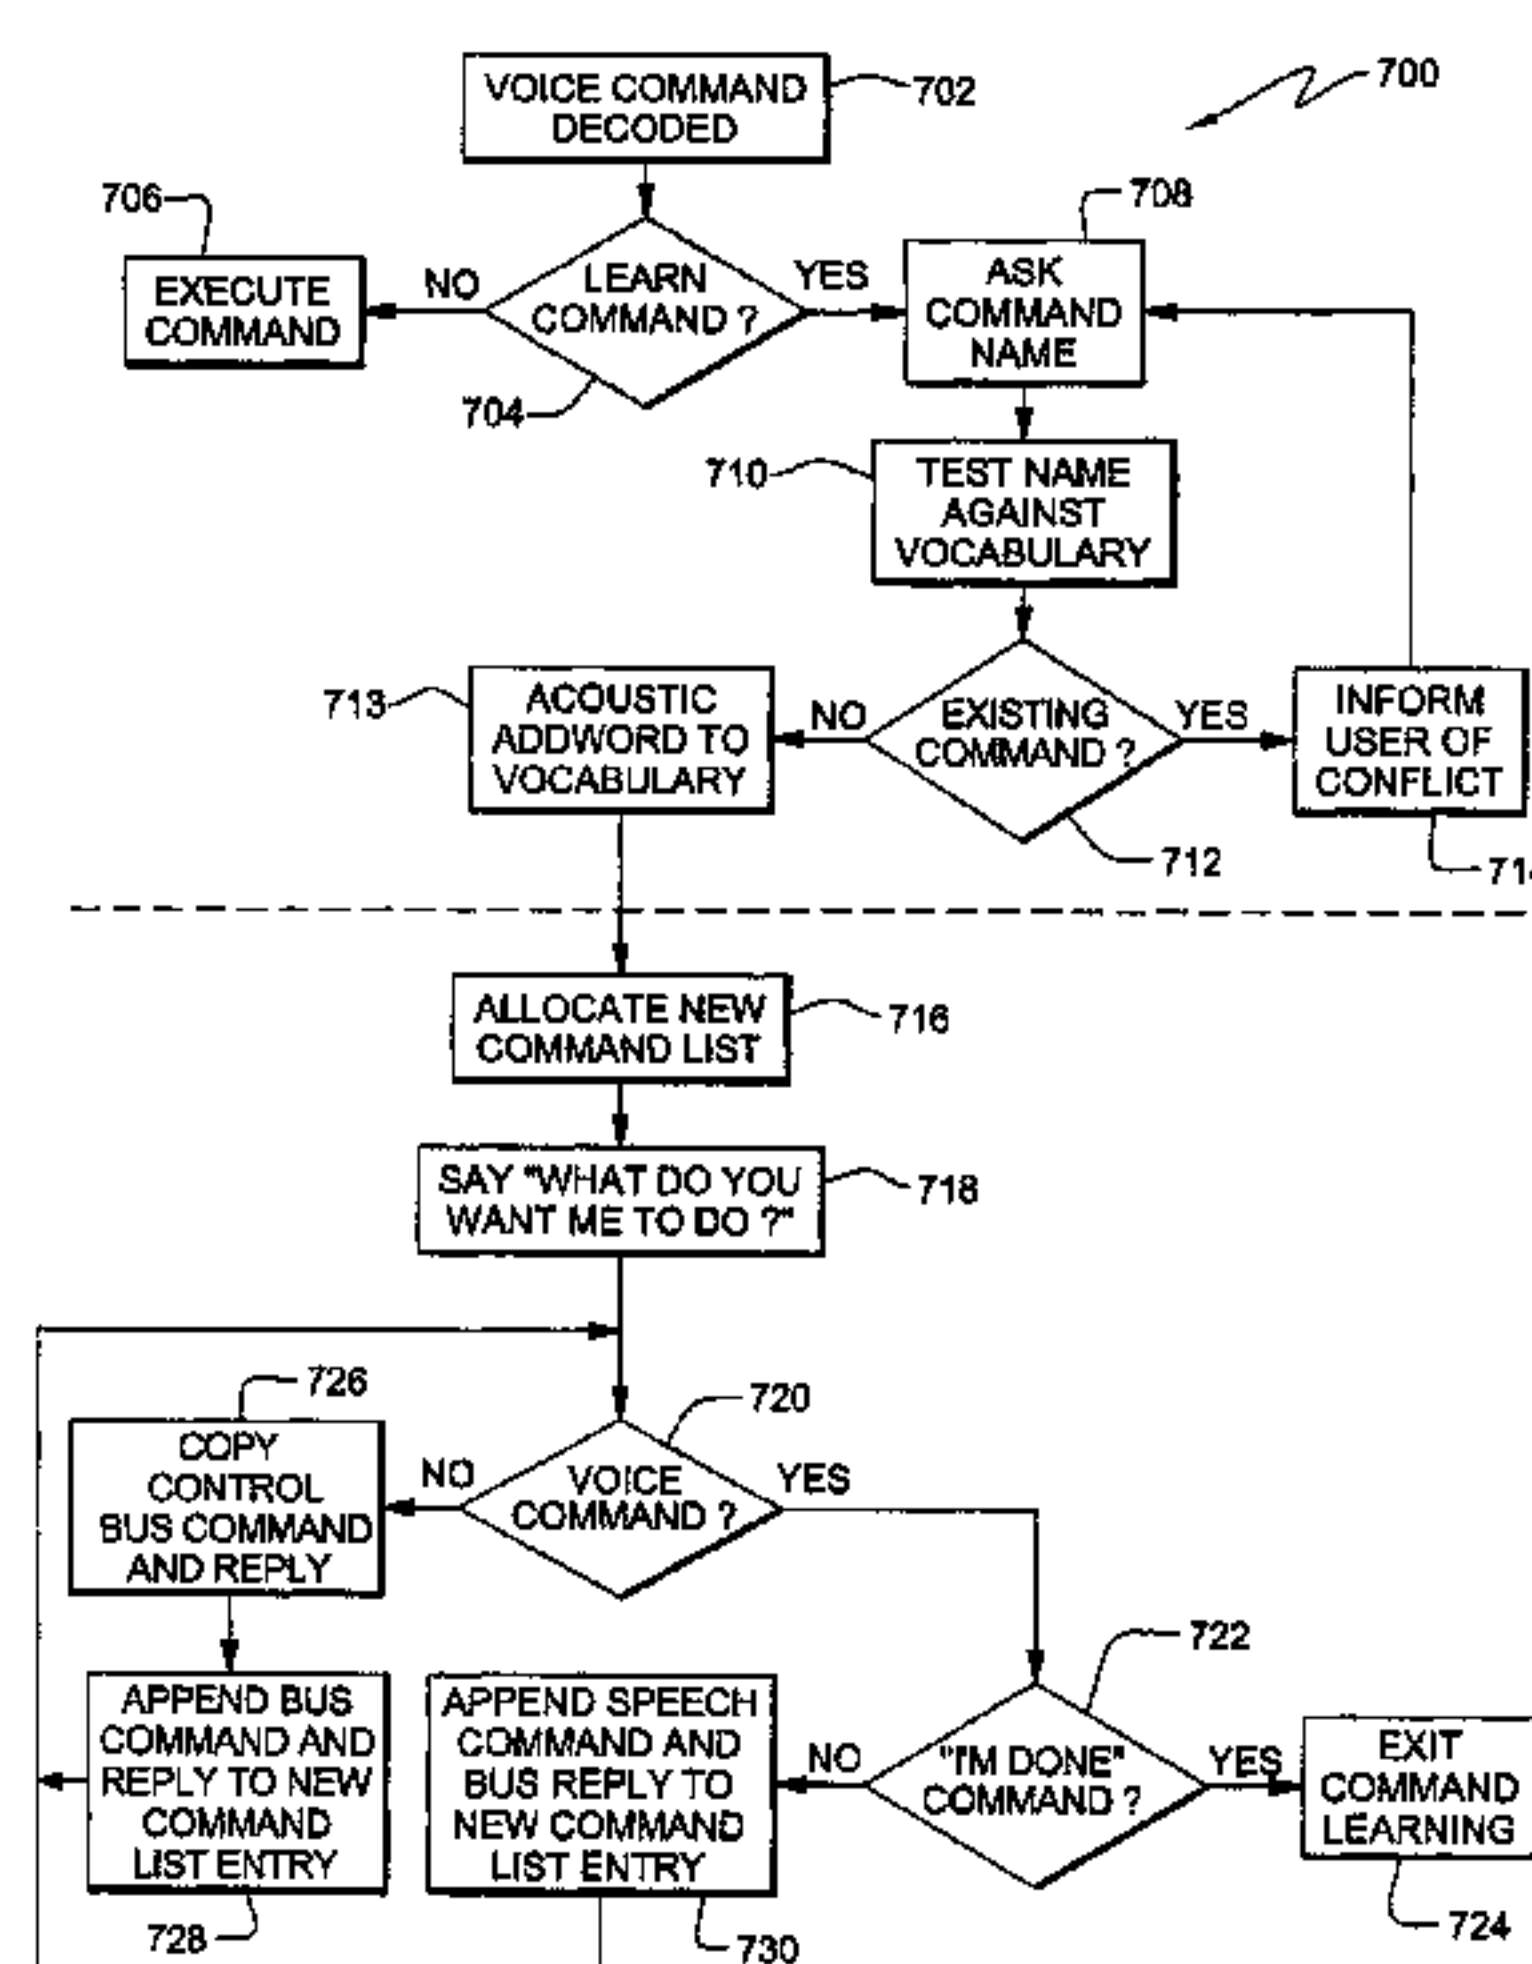 VOICE COMMAND
DECODED
702
700
706
708
EXECUTE
COMMAND
NO
LEARN
COMMAND ?
YES
704
ASK
COMMAND
NAME
710
TEST NAME
AGAINST
VOCABULARY
713
ACOUSTIC
ADDWORD TO
VOCABULARY
NO
EXISTING
COMMAND ?
YES
712
INFORM
USER OF
CONFLICT
ALLOCATE NEW
COMMAND LIST
716
SAY "WHAT DO YOU
WANT ME TO DO ?"
718
726
720
COPY
CONTROL
BUS COMMAND
AND REPLY
NO
VOICE
COMMAND ?
YES
722
APPEND BUS
COMMAND AND
REPLY TO NEW
COMMAND
LIST ENTRY
728
APPEND SPEECH
COMMAND AND
BUS REPLY TO
NEW COMMAND
LIST ENTRY
730
NO
"I'M DONE"
COMMAND ?
YES
EXIT
COMMAND
LEARNING
724